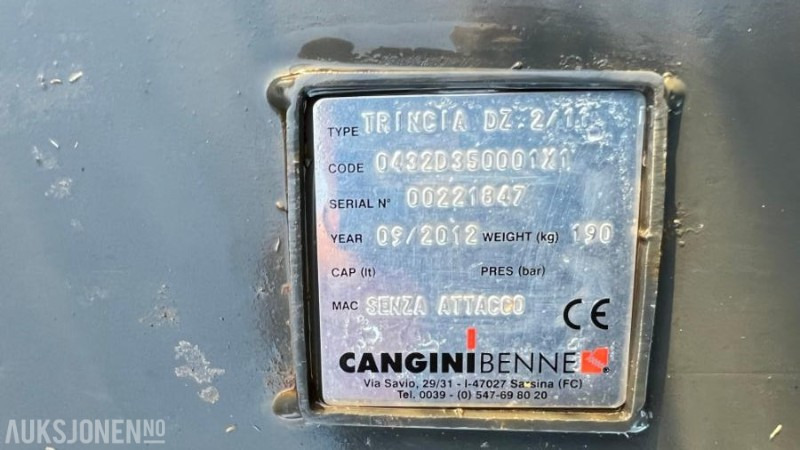 TYPE TRINCIA DZ 2/11
CODE 0432D350001X1
SERIAL N° 00221847
YEAR 09/2012 WEIGHT (kg) 190
CAP (lt) PRES (bar)
MAC SENZA ATTACCO
CE
CANGINIBENNE
Via Savio, 29/31 - I-47027 Sarsina (FC)
Tel. 0039 - (0) 547-69 80 20
AUKSJONEN.NO